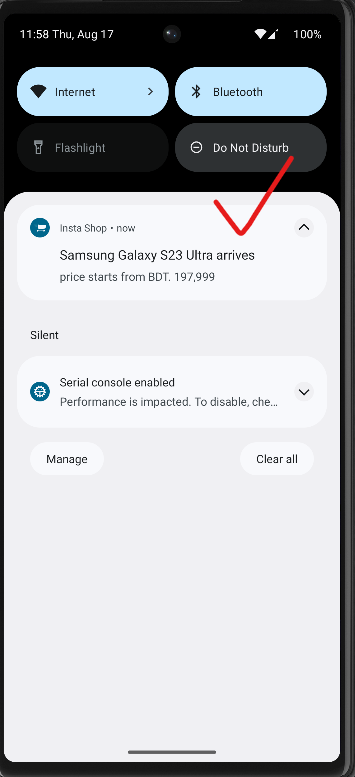 11:58 Thu, Aug 17
100%
Internet
Bluetooth
Flashlight
Do Not Disturb
Insta Shop • now
Samsung Galaxy S23 Ultra arrives
price starts from BDT. 197,999
Silent
Serial console enabled
Performance is impacted. To disable, che…
Manage
Clear all